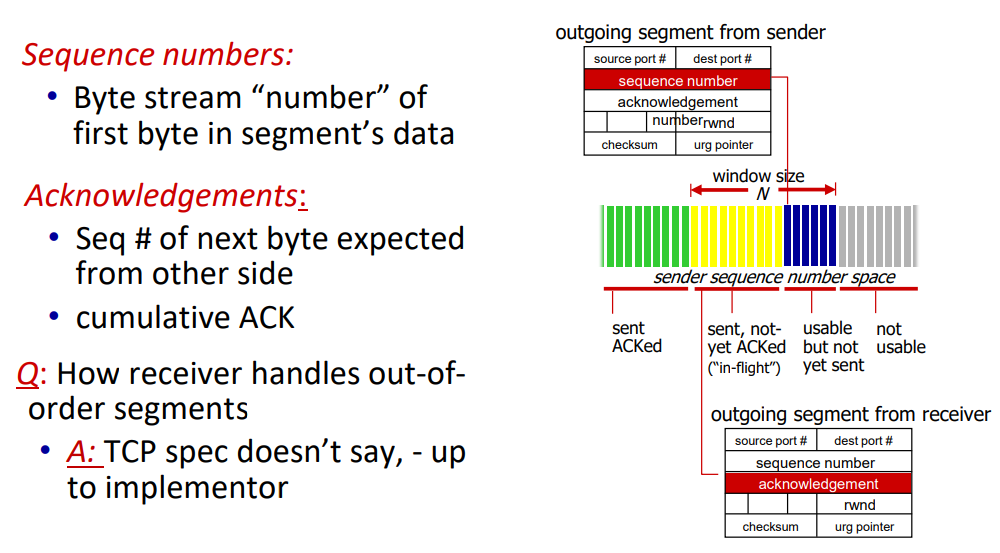 Sequence numbers:
• Byte stream “number” of
first byte in segment’s data
Acknowledgements:
• Seq # of next byte expected
from other side
• cumulative ACK
Q: How receiver handles out-of-
order segments
• A: TCP spec doesn’t say, - up
to implementor
outgoing segment from sender
source port # dest port #
sequence number
acknowledgement
number rwnd
checksum urg pointer
window size
N
sender sequence number space
sent
ACKed
sent, not-
yet ACKed
(“in-flight”)
usable
but not
yet sent
not
usable
outgoing segment from receiver
source port # dest port #
sequence number
acknowledgement
rwnd
checksum urg pointer